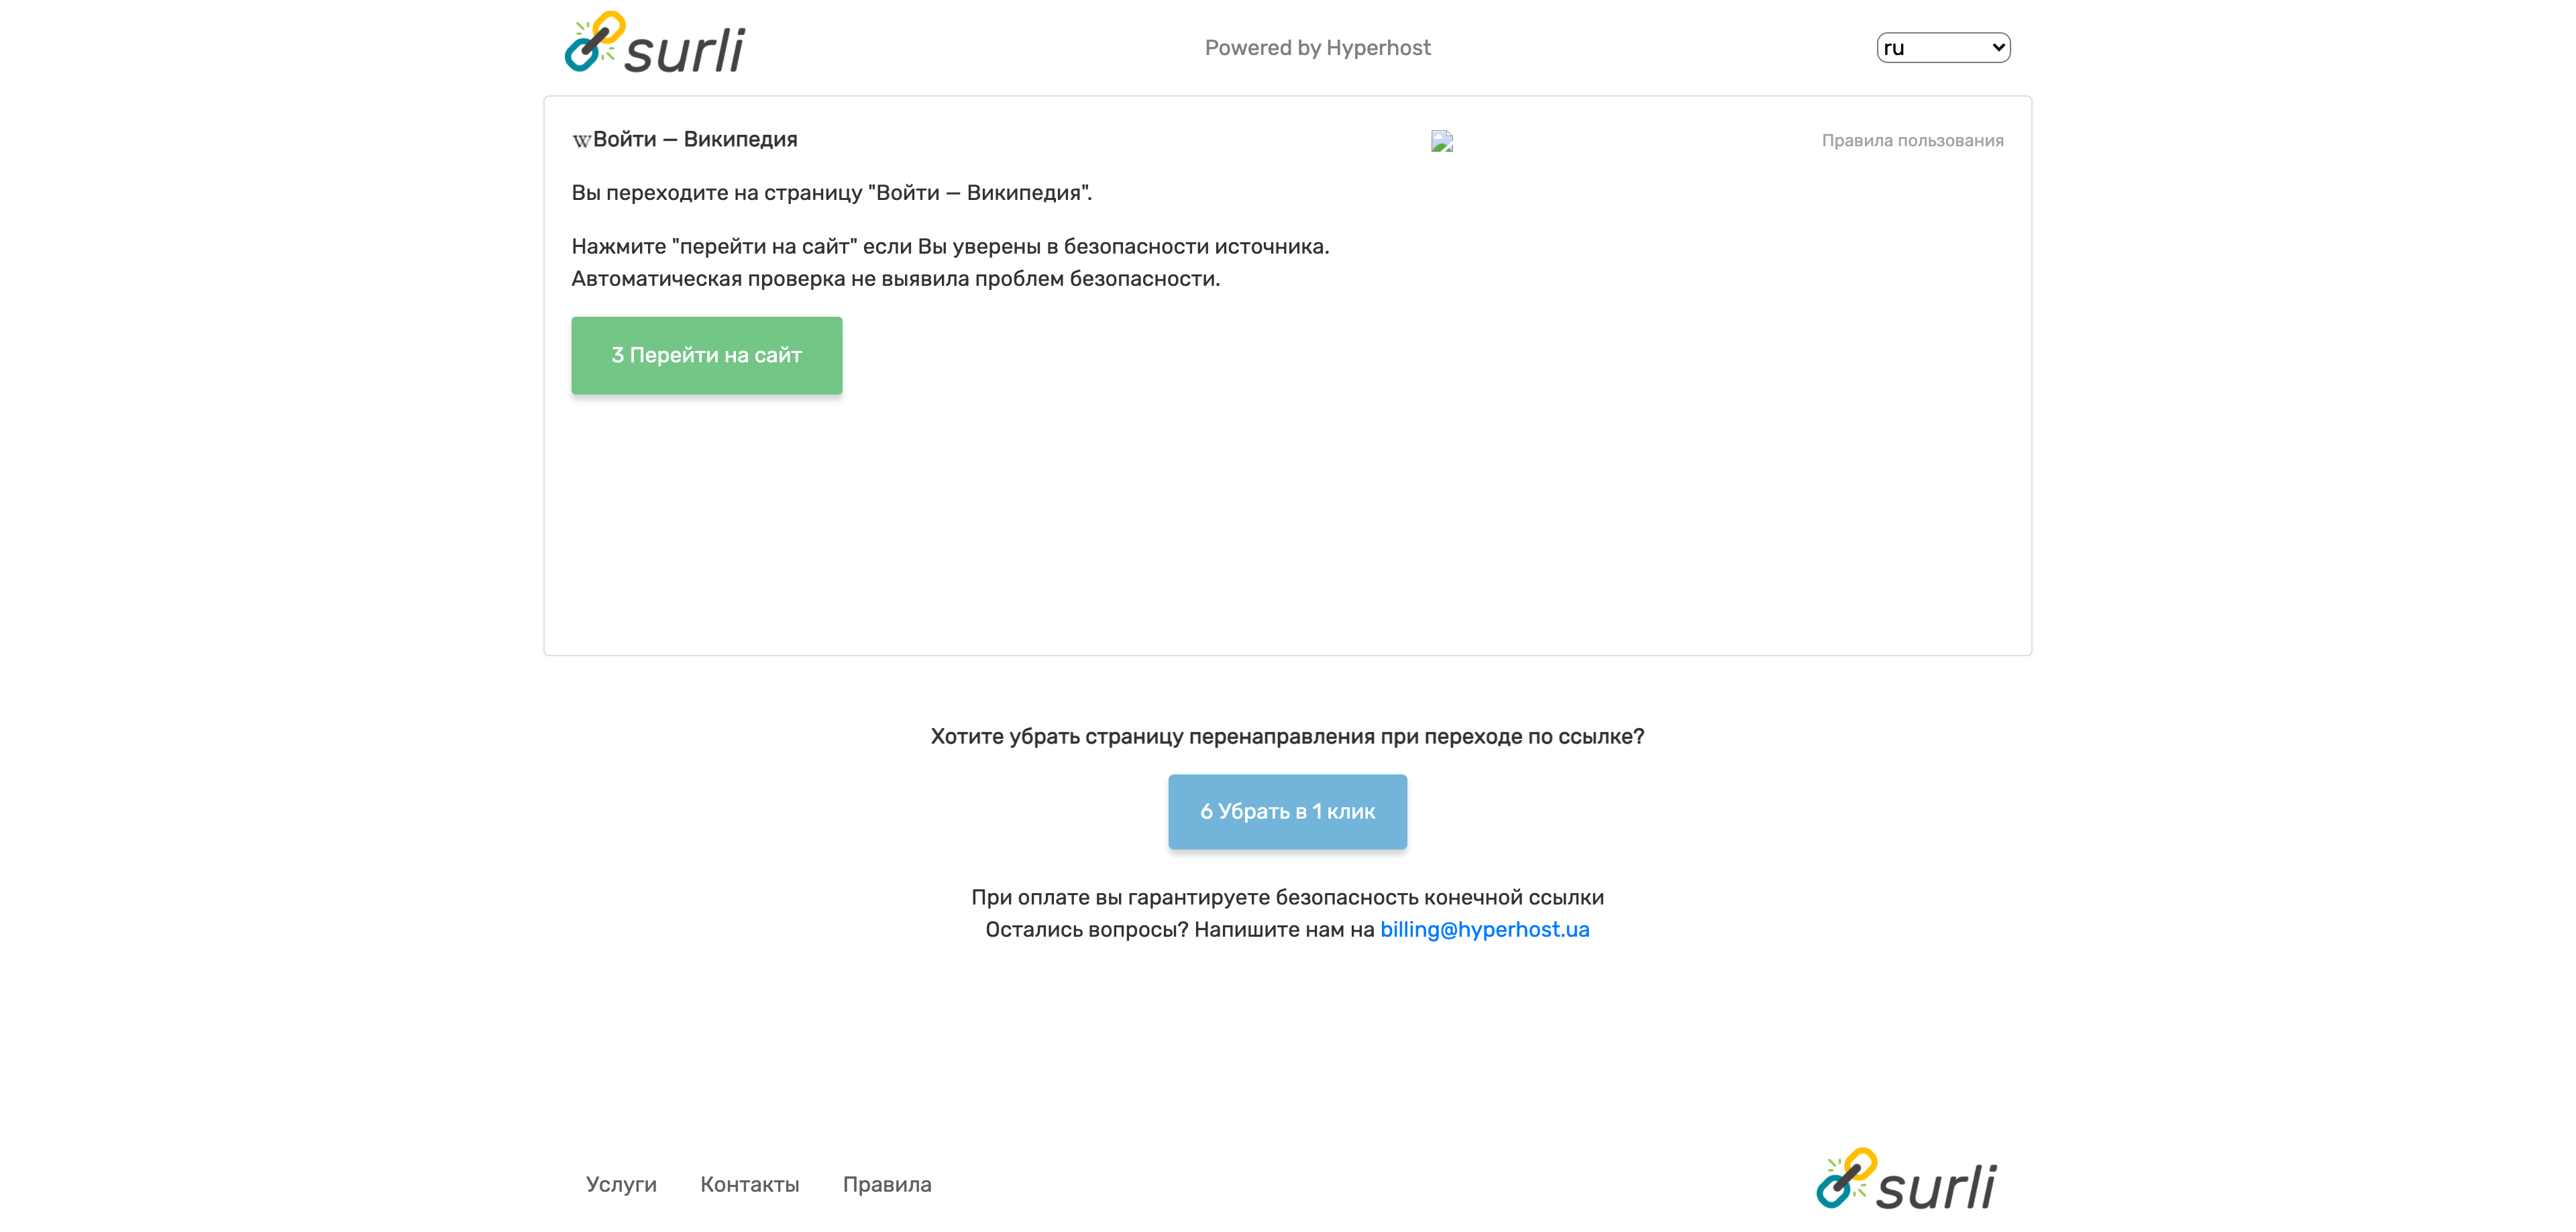 surli
Powered by Hyperhost
ru
Войти — Википедия
Правила пользования
Вы переходите на страницу "Войти — Википедия".
Нажмите "перейти на сайт" если Вы уверены в безопасности источника.
Автоматическая проверка не выявила проблем безопасности.
3 Перейти на сайт
Хотите убрать страницу перенаправления при переходе по ссылке?
6 Убрать в 1 клик
При оплате вы гарантируете безопасность конечной ссылки
Остались вопросы? Напишите нам на billing@hyperhost.ua
Услуги
Контакты
Правила
surli